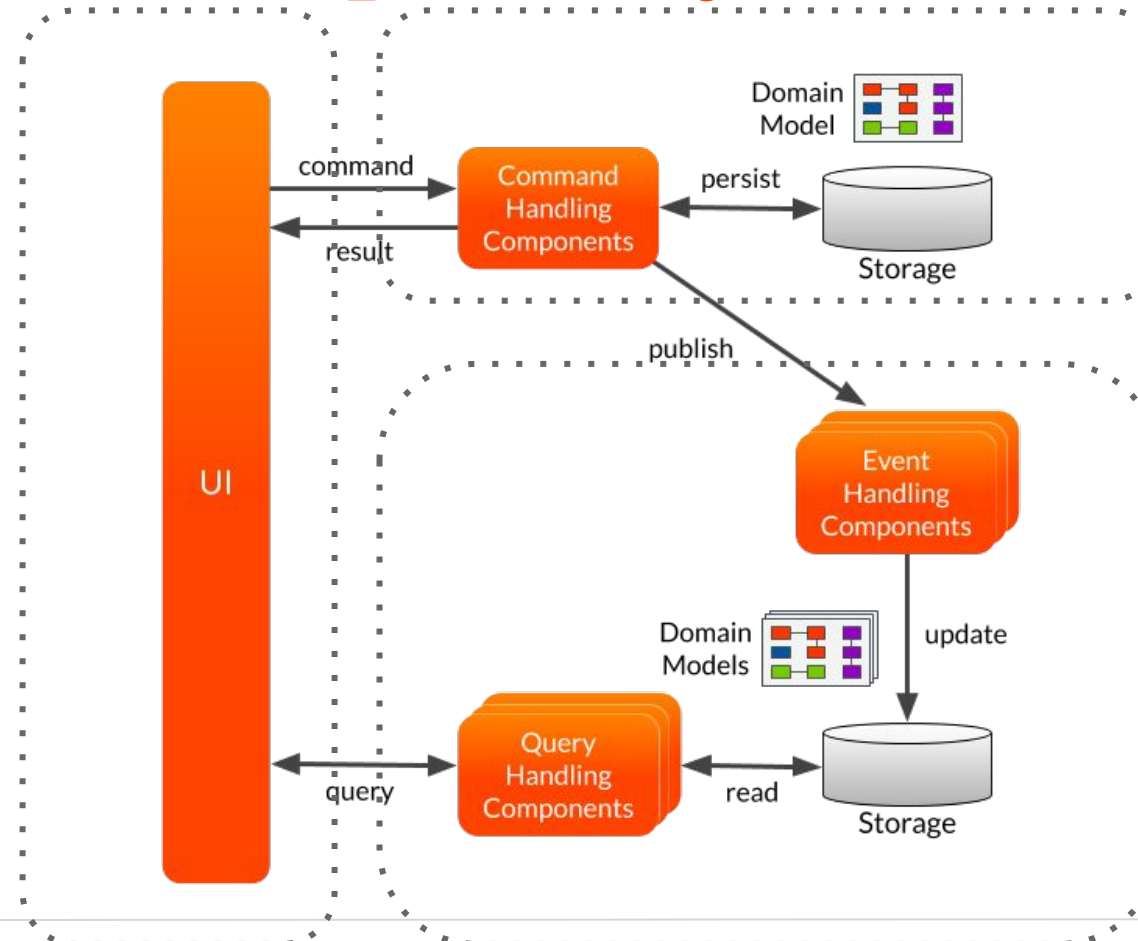 Domain
Model
command
Command
Handling
Components
persist
result
Storage
publish
UI
Event
Handling
Components
Domain
Models
update
Query
Handling
Components
query
read
Storage